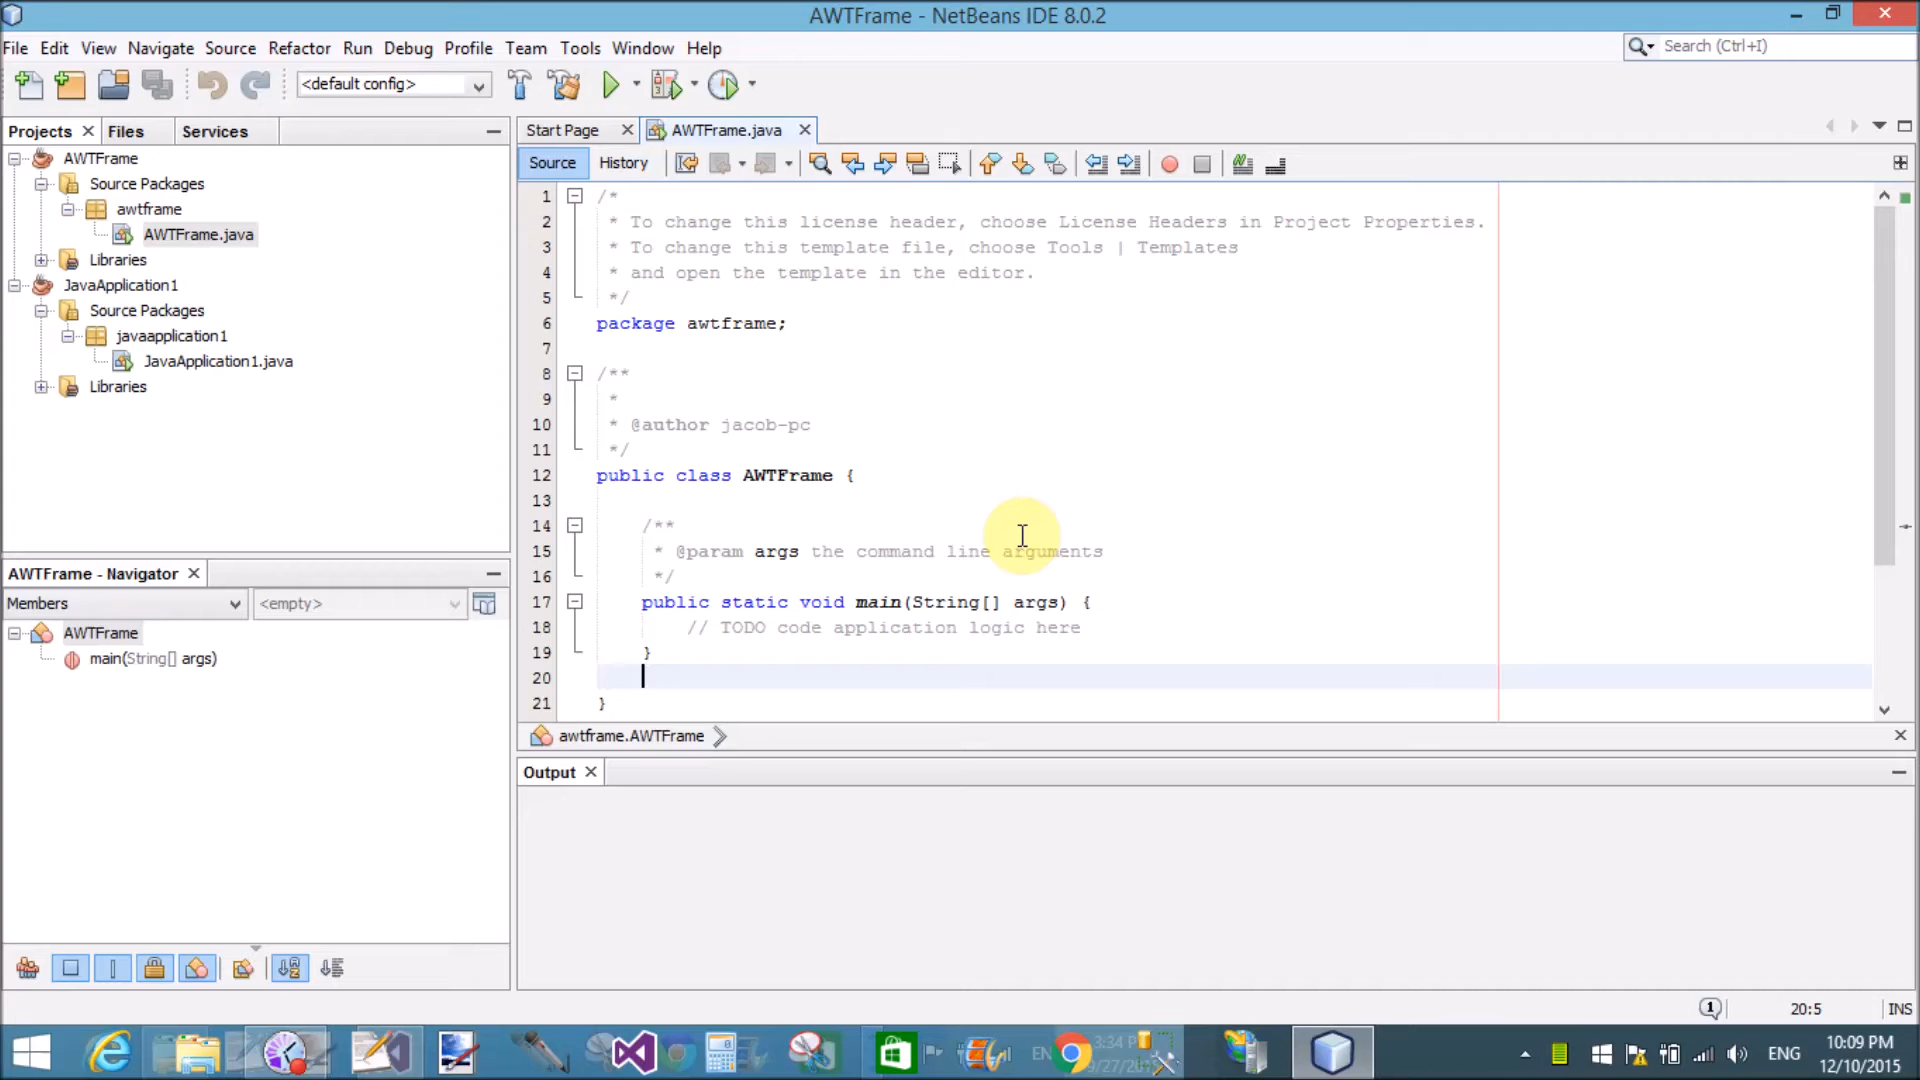 AWTFrame - NetBeans IDE 8.0.2
File Edit View Navigate Source Refactor Run Debug Profile Team Tools Window Help
Search (Ctrl+I)
<default config>
Projects Files Services
AWTFrame
Source Packages
awtframe
AWTFrame.java
Libraries
JavaApplication1
Source Packages
javaapplication1
JavaApplication1.java
Libraries
AWTFrame - Navigator
Members <empty>
AWTFrame
main(String[] args)
Start Page AWTFrame.java
Source History
1 /*
2 * To change this license header, choose License Headers in Project Properties.
3 * To change this template file, choose Tools | Templates
4 * and open the template in the editor.
5 */
6 package awtframe;
7
8 /**
9 *
10 * @author jacob-pc
11 */
12 public class AWTFrame {
13
14 /**
15 * @param args the command line arguments
16 */
17 public static void main(String[] args) {
18 // TODO code application logic here
19 }
20
21 }
awtframe.AWTFrame
Output
20:5 INS
ENG
10:09 PM
12/10/2015